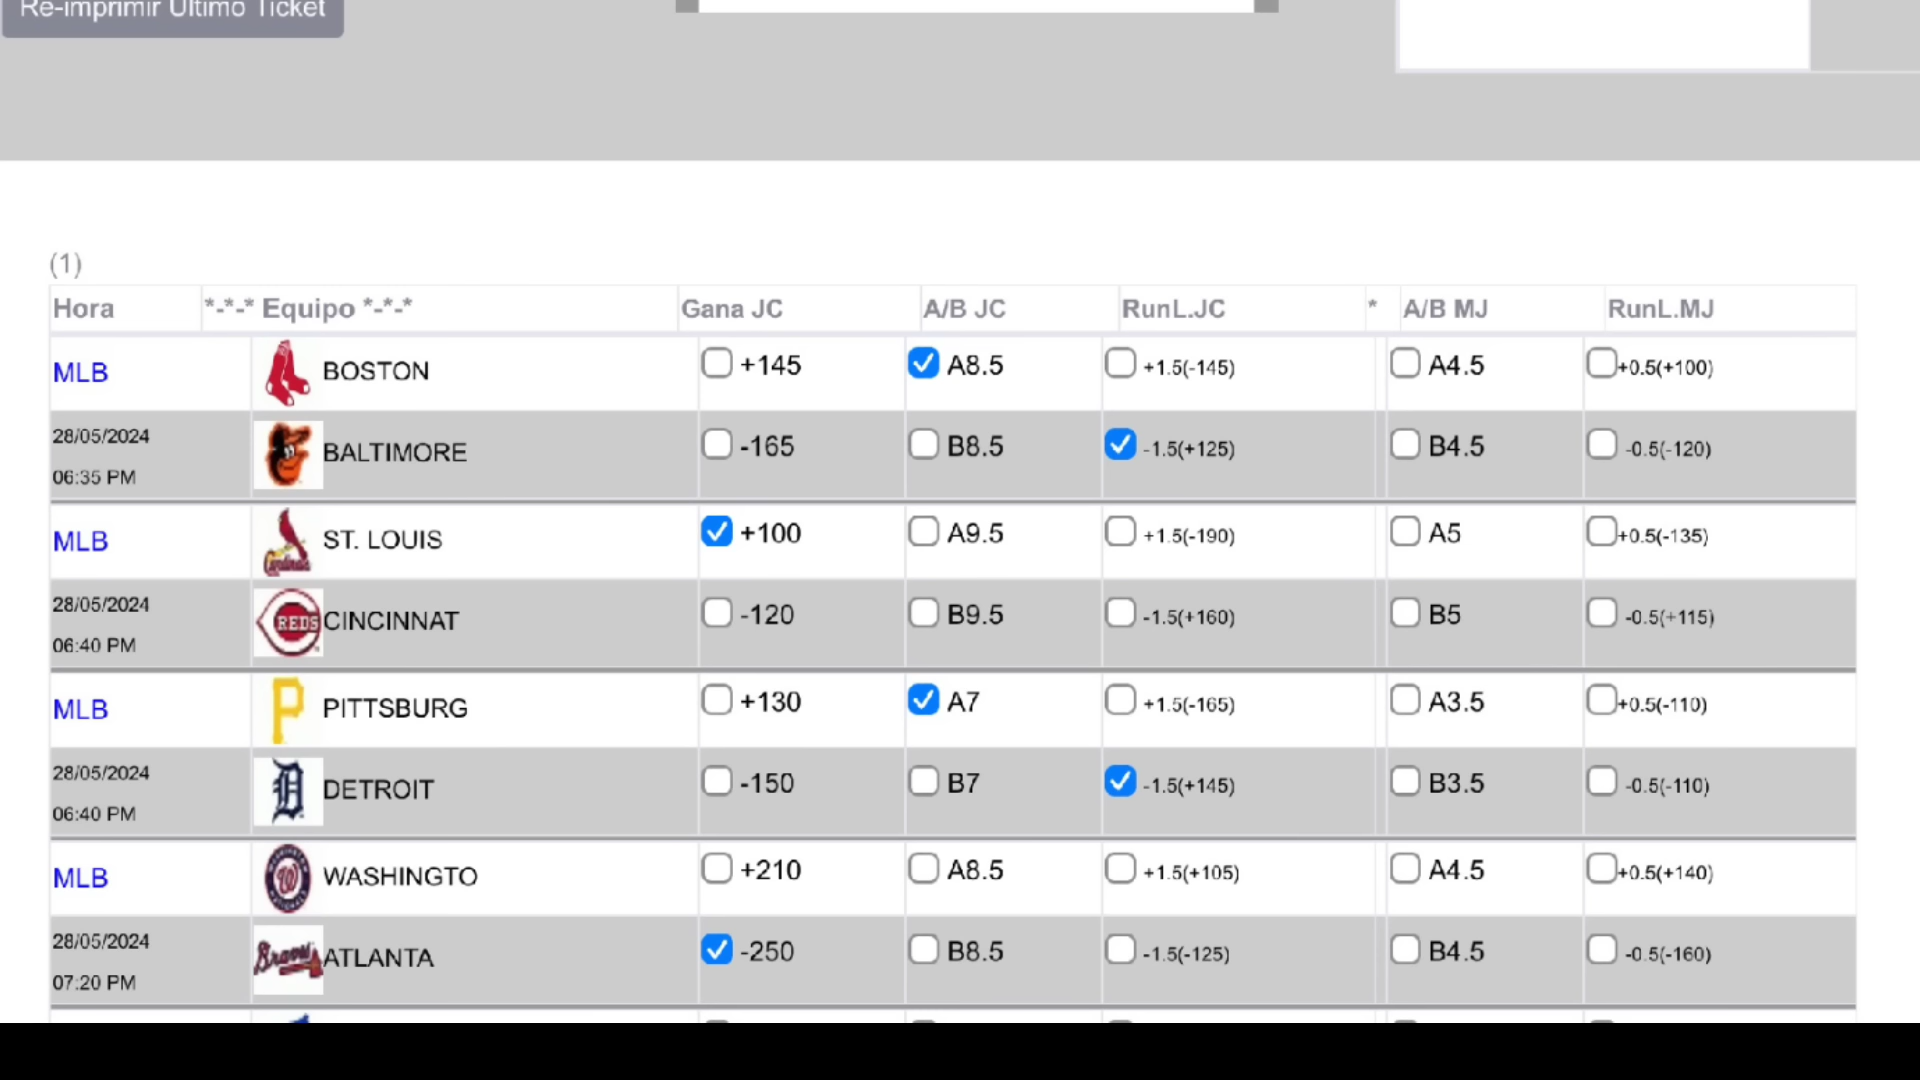 Re-imprimir Ultimo Ticket
(1)
Hora *-*-* Equipo *-*-* Gana JC A/B JC RunL.JC * A/B MJ RunL.MJ
MLB BOSTON +145 A8.5 +1.5(-145) A4.5 +0.5(+100)
28/05/2024
06:35 PM BALTIMORE -165 B8.5 -1.5(+125) B4.5 -0.5(-120)
MLB Cardinals ST. LOUIS +100 A9.5 +1.5(-190) A5 +0.5(-135)
28/05/2024
06:40 PM REDS CINCINNAT -120 B9.5 -1.5(+160) B5 -0.5(+115)
MLB P PITTSBURG +130 A7 +1.5(-165) A3.5 +0.5(-110)
28/05/2024
06:40 PM D DETROIT -150 B7 -1.5(+145) B3.5 -0.5(-110)
MLB W WASHINGTO +210 A8.5 +1.5(+105) A4.5 +0.5(+140)
28/05/2024
07:20 PM Braves ATLANTA -250 B8.5 -1.5(-125) B4.5 -0.5(-160)